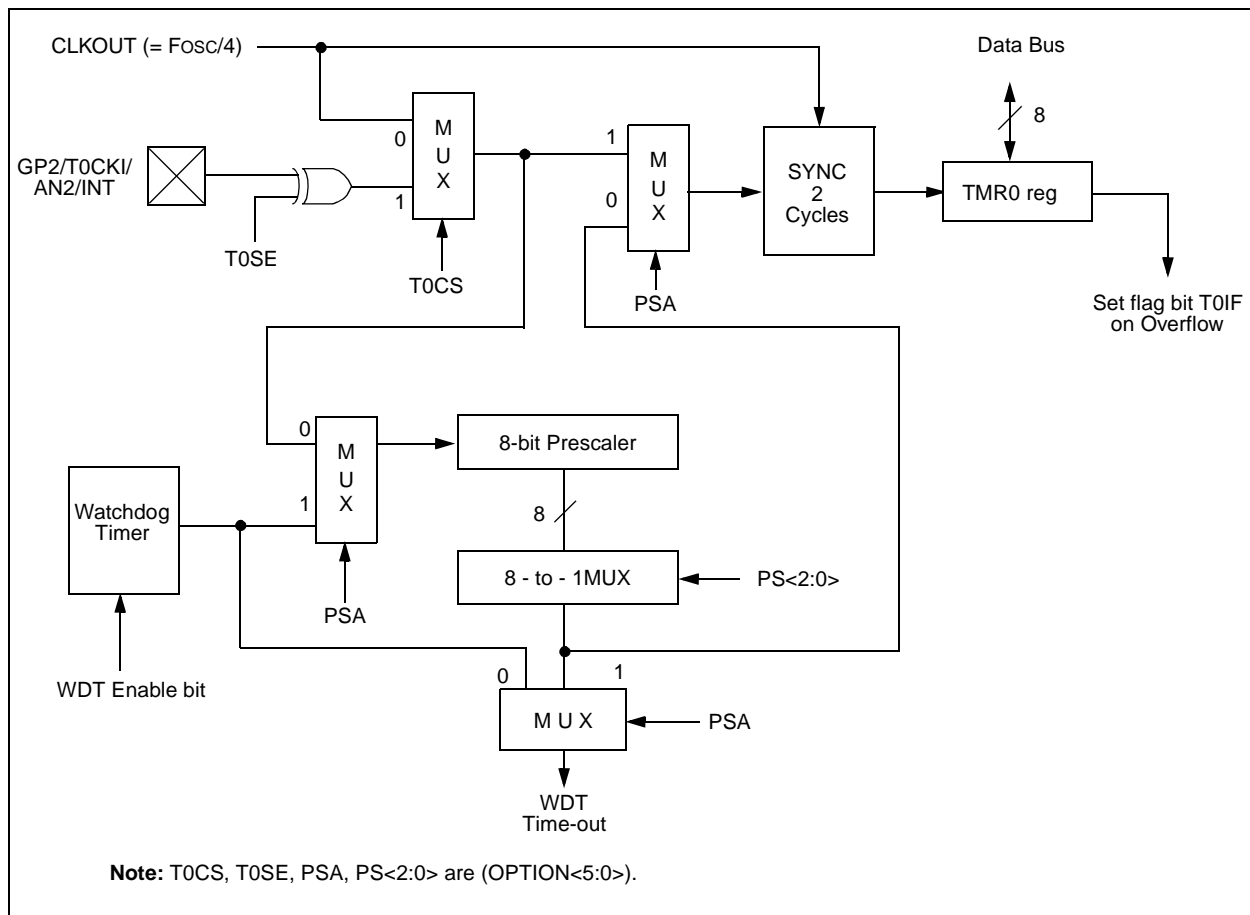 CLKOUT (= FOSC/4)
Data Bus
8
0
M
U
X
1
GP2/T0CKI/
AN2/INT
T0SE
T0CS
1
0
M
U
X
PSA
SYNC
2
Cycles
TMR0 reg
Set flag bit T0IF
on Overflow
0
1
M
U
X
PSA
8-bit Prescaler
8
8 - to - 1MUX
PS<2:0>
Watchdog
Timer
WDT Enable bit
0
1
M U X
PSA
WDT
Time-out
Note: T0CS, T0SE, PSA, PS<2:0> are (OPTION<5:0>).